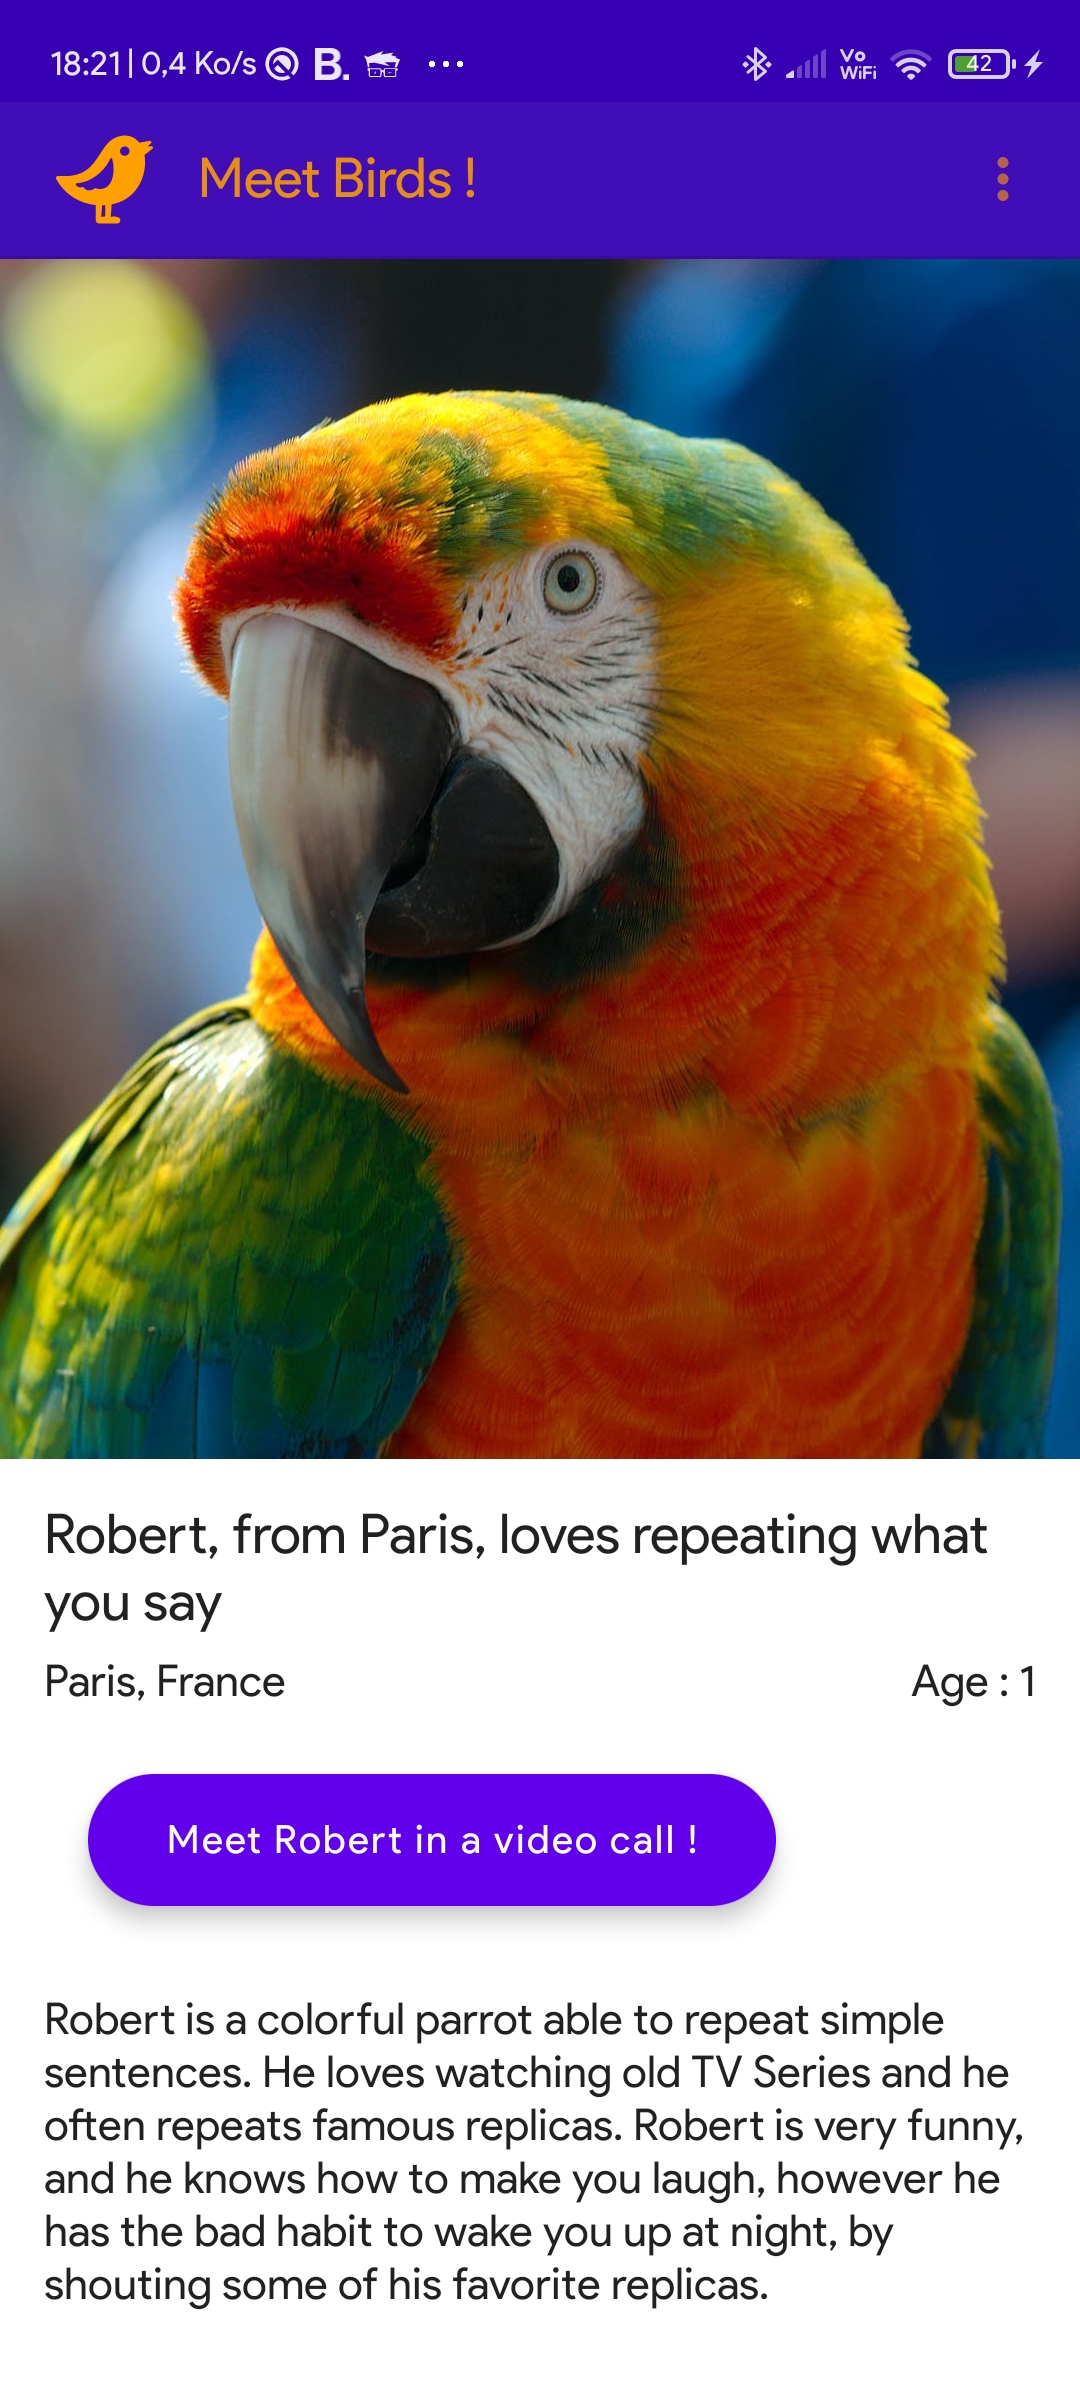 18:21 | 0,4 Ko/s B. ...
Vo WiFi 42
Meet Birds !
Robert, from Paris, loves repeating what
you say
Paris, France Age : 1
Meet Robert in a video call !
Robert is a colorful parrot able to repeat simple
sentences. He loves watching old TV Series and he
often repeats famous replicas. Robert is very funny,
and he knows how to make you laugh, however he
has the bad habit to wake you up at night, by
shouting some of his favorite replicas.